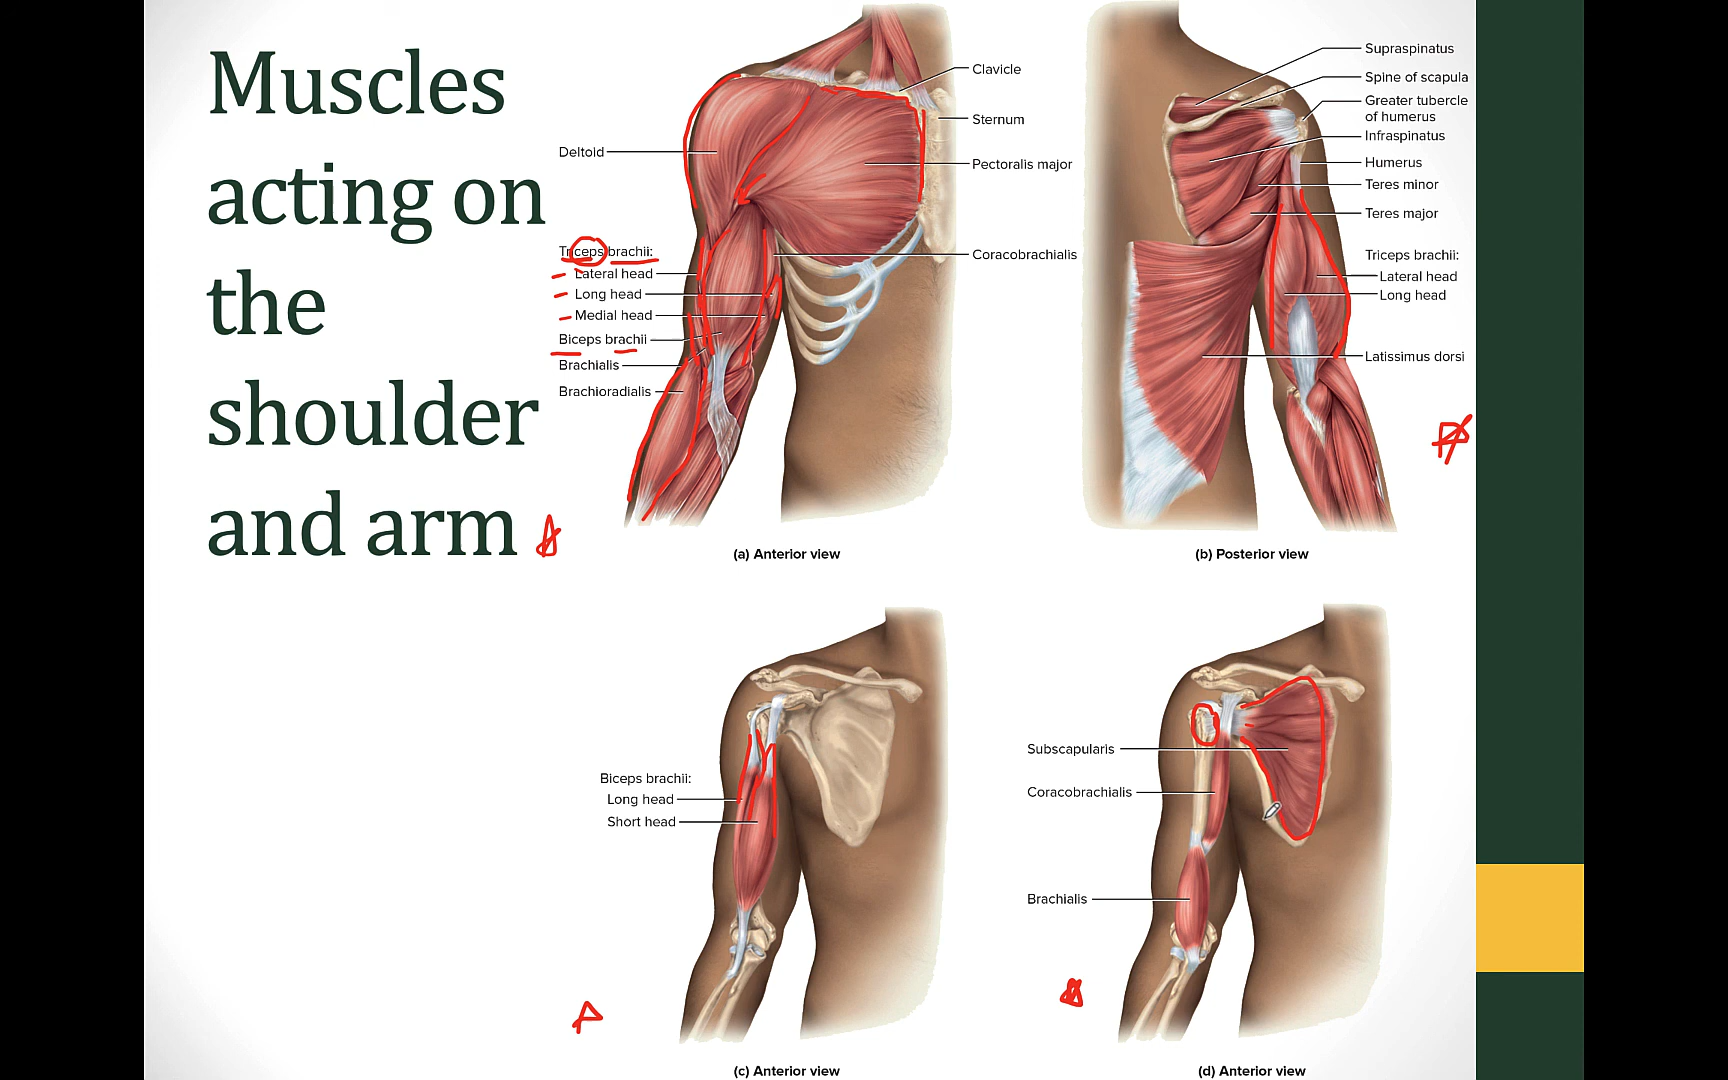 Muscles
acting on
the
shoulder
and arm
Clavicle
Sternum
Deltoid
Pectoralis major
Triceps brachii:
Lateral head
Long head
Medial head
Biceps brachii
Brachialis
Brachioradialis
Coracobrachialis
(a) Anterior view
Supraspinatus
Spine of scapula
Greater tubercle
of humerus
Infraspinatus
Humerus
Teres minor
Teres major
Triceps brachii:
Lateral head
Long head
Latissimus dorsi
(b) Posterior view
Biceps brachii:
Long head
Short head
(c) Anterior view
Subscapularis
Coracobrachialis
Brachialis
(d) Anterior view